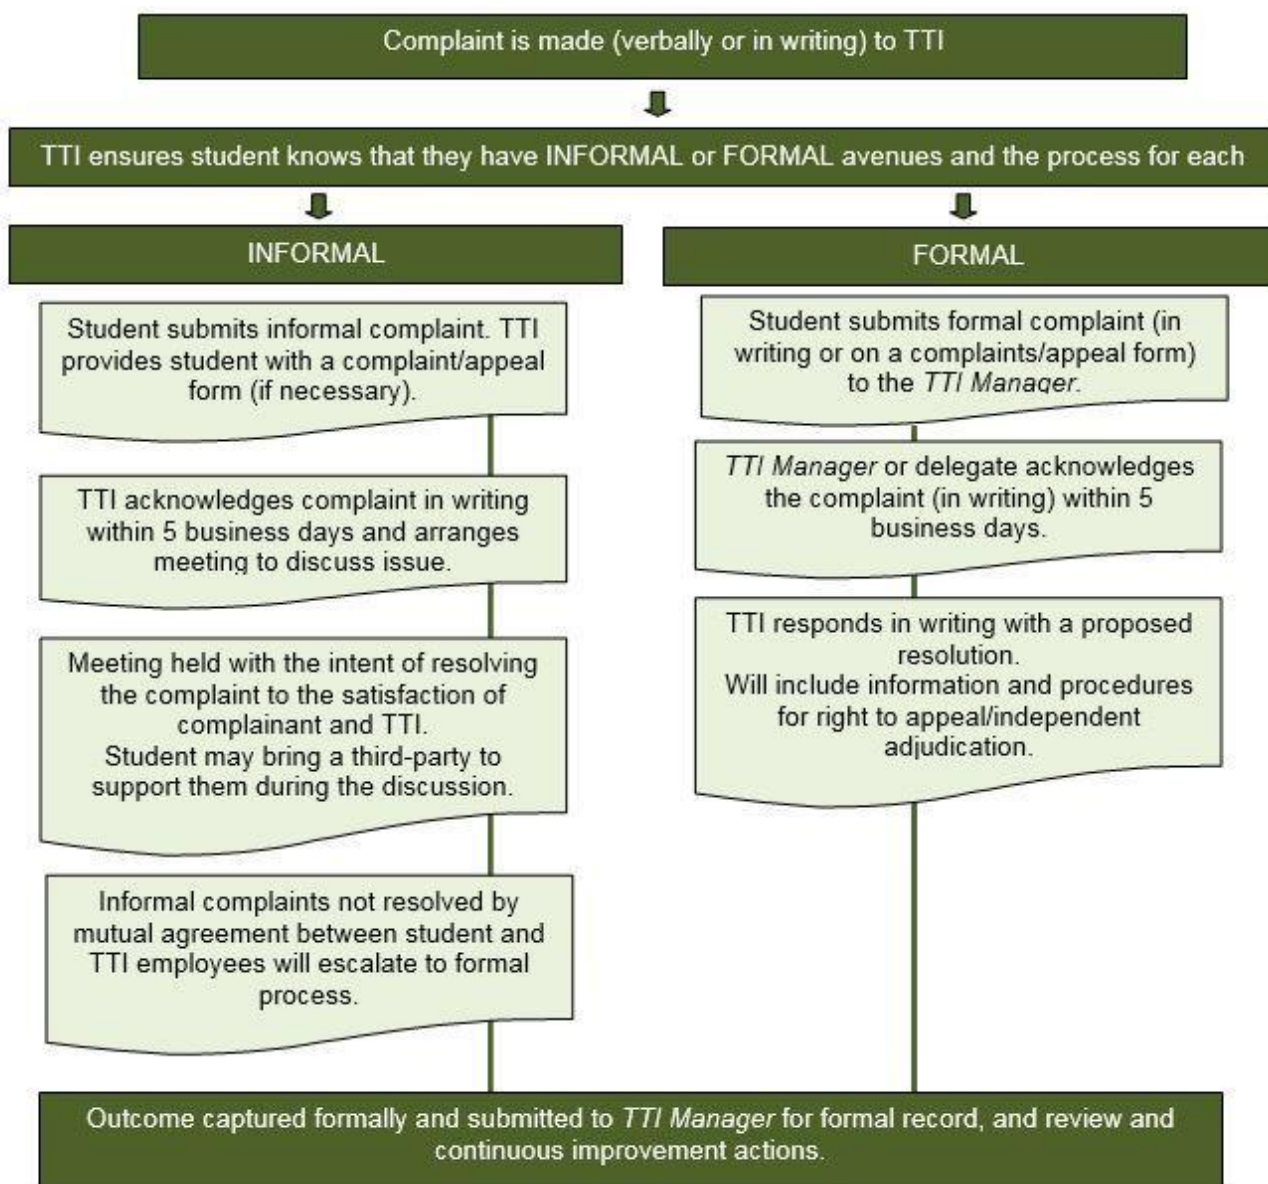 Complaint is made (verbally or in writing) to TTI
TTI ensures student knows that they have INFORMAL or FORMAL avenues and the process for each
INFORMAL
Student submits informal complaint. TTI
provides student with a complaint/appeal
form (if necessary).
TTI acknowledges complaint in writing
within 5 business days and arranges
meeting to discuss issue.
Meeting held with the intent of resolving
the complaint to the satisfaction of
complainant and TTI.
Student may bring a third-party to
support them during the discussion.
Informal complaints not resolved by
mutual agreement between student and
TTI employees will escalate to formal
process.
FORMAL
Student submits formal complaint (in
writing or on a complaints/appeal form)
to the TTI Manager.
TTI Manager or delegate acknowledges
the complaint (in writing) within 5
business days.
TTI responds in writing with a proposed
resolution.
Will include information and procedures
for right to appeal/independent
adjudication.
Outcome captured formally and submitted to TTI Manager for formal record, and review and
continuous improvement actions.